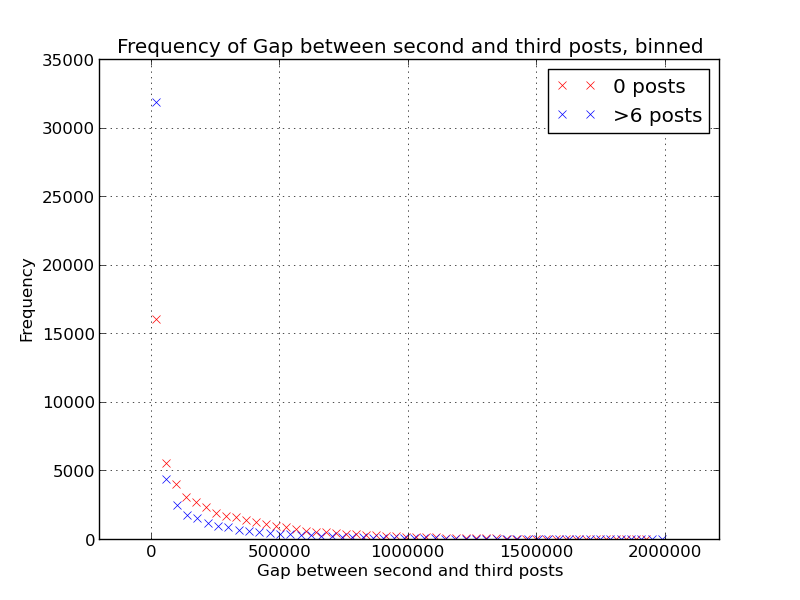 Frequency of Gap between second and third posts, binned
35000
30000
25000
20000
15000
10000
5000
0
Frequency
0 posts
>6 posts
0 500000 1000000 1500000 2000000
Gap between second and third posts